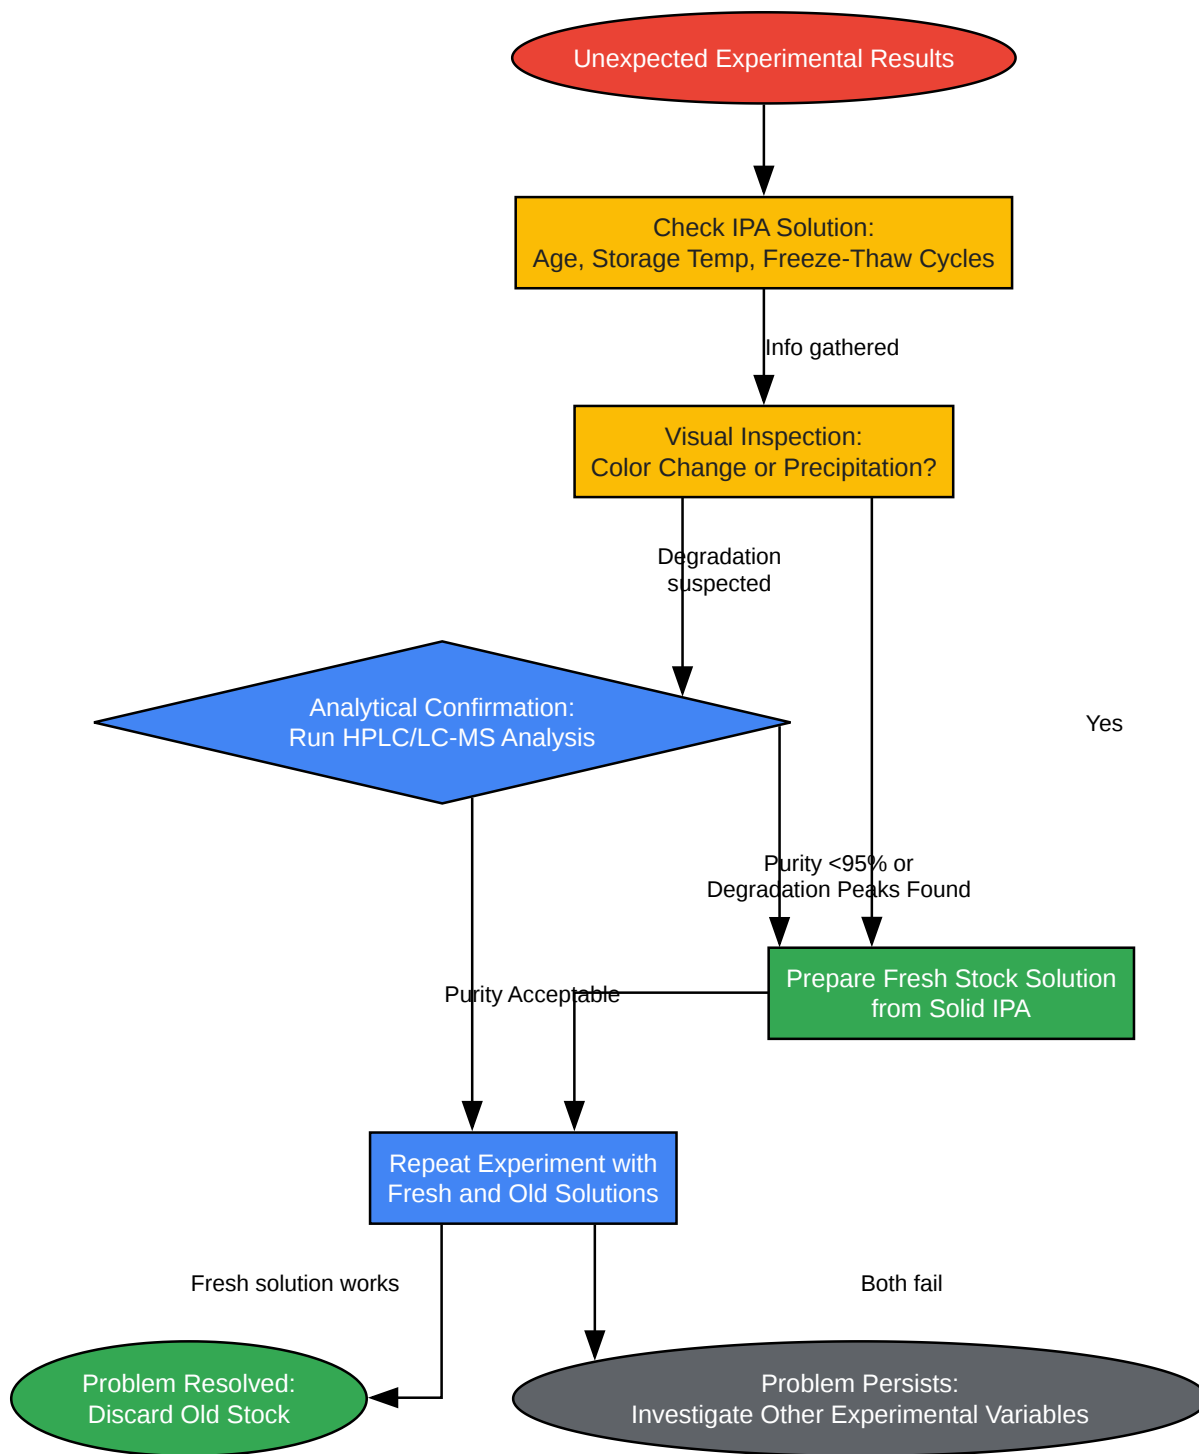 Unexpected Experimental Results
Check IPA Solution:
Age, Storage Temp, Freeze-Thaw Cycles
Info gathered
Visual Inspection:
Color Change or Precipitation?
Degradation
suspected
Analytical Confirmation:
Run HPLC/LC-MS Analysis
Yes
Purity <95% or
Degradation Peaks Found
Prepare Fresh Stock Solution
from Solid IPA
Purity Acceptable
Repeat Experiment with
Fresh and Old Solutions
Fresh solution works
Both fail
Problem Resolved:
Discard Old Stock
Problem Persists:
Investigate Other Experimental Variables